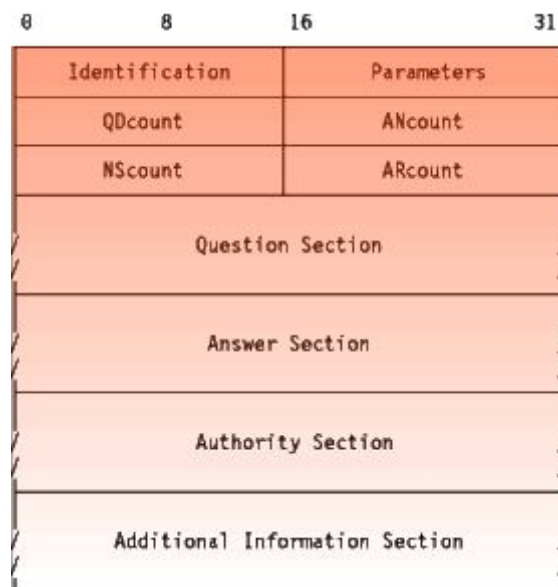 0 8 16 31
Identification Parameters
QDcount ANcount
NScount ARcount
Question Section
Answer Section
Authority Section
Additional Information Section